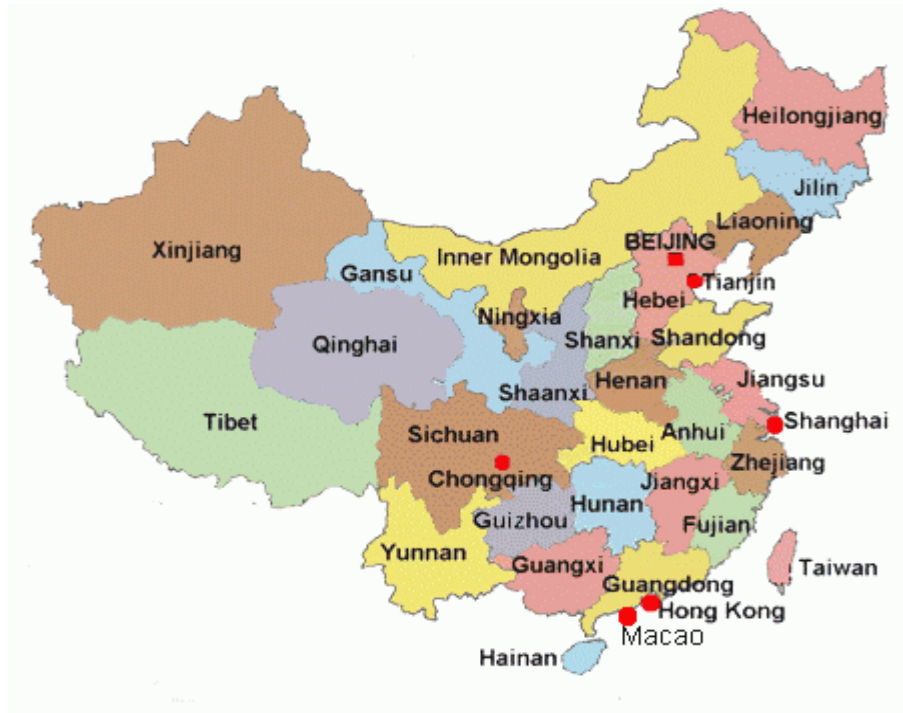 Heilongjiang
Jilin
Liaoning
BEIJING
Xinjiang
Inner Mongolia
Gansu
Tianjin
Hebei
Ningxia
Shanxi
Shandong
Qinghai
Henan
Jiangsu
Shaanxi
Tibet
Shanghai
Sichuan
Anhui
Hubei
Zhejiang
Chongqing
Jiangxi
Hunan
Guizhou
Fujian
Yunnan
Guangxi
Taiwan
Guangdong
Hong Kong
Macao
Hainan